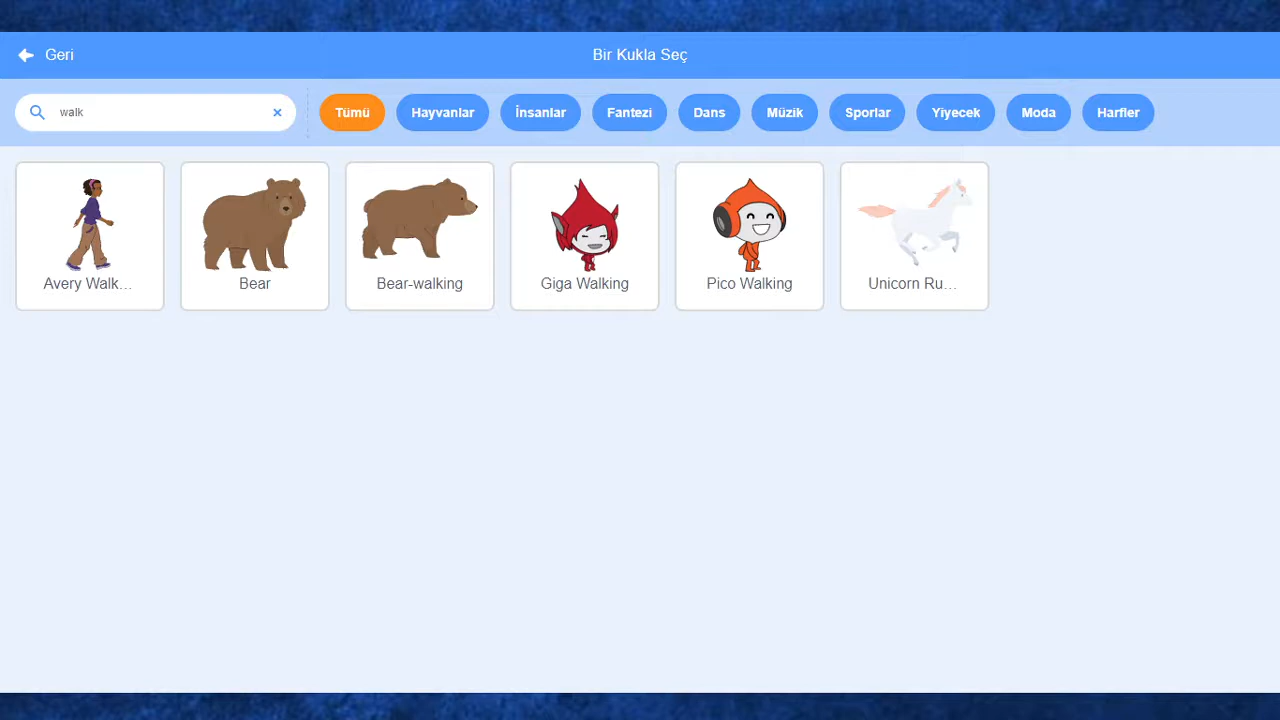 Geri
Bir Kukla Seç
walk
Tümü
Hayvanlar
İnsanlar
Fantezi
Dans
Müzik
Sporlar
Yiyecek
Moda
Harfler
Avery Walk...
Bear
Bear-walking
Giga Walking
Pico Walking
Unicorn Ru...